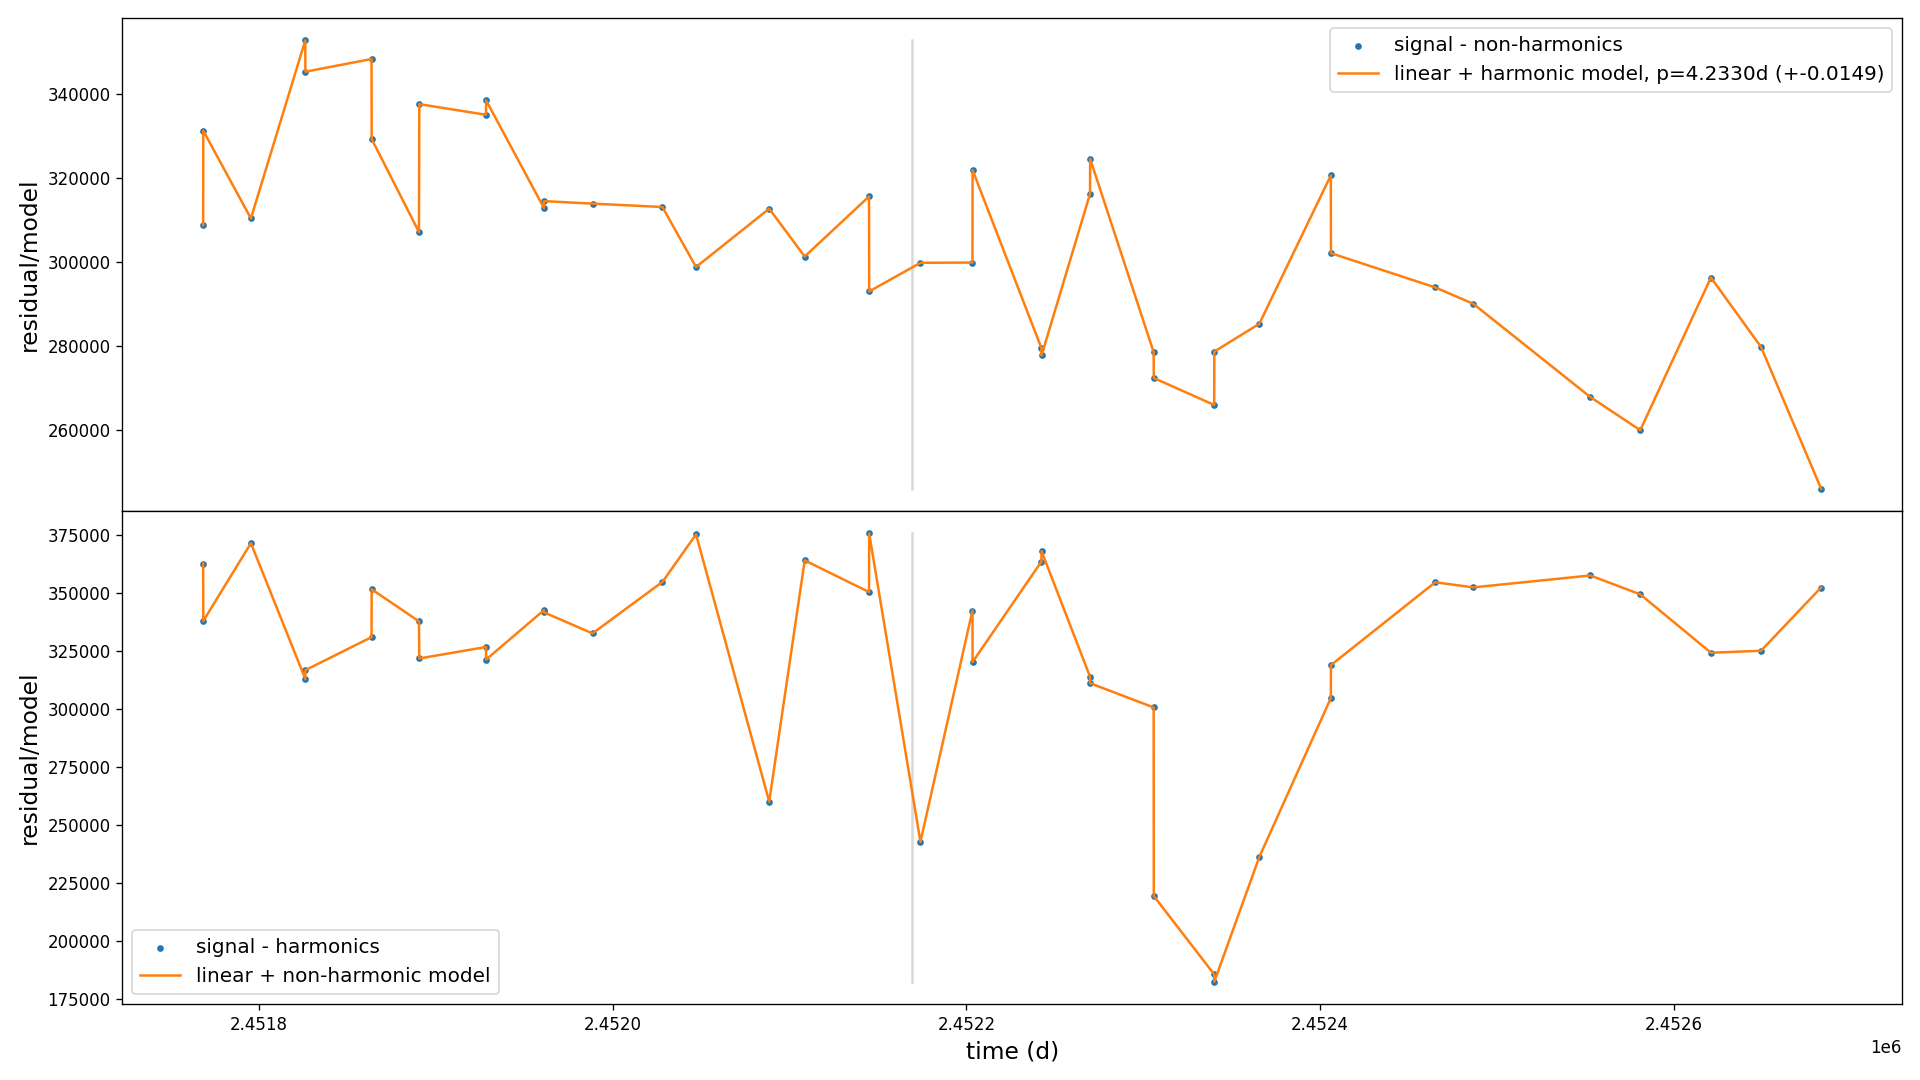 residual/model
340000
320000
300000
280000
260000
signal - non-harmonics
linear + harmonic model, p=4.2330d (+-0.0149)
residual/model
375000
350000
325000
300000
275000
250000
225000
200000
175000
signal - harmonics
linear + non-harmonic model
2.4518 2.4520 2.4522 2.4524 2.4526
time (d)
1e6